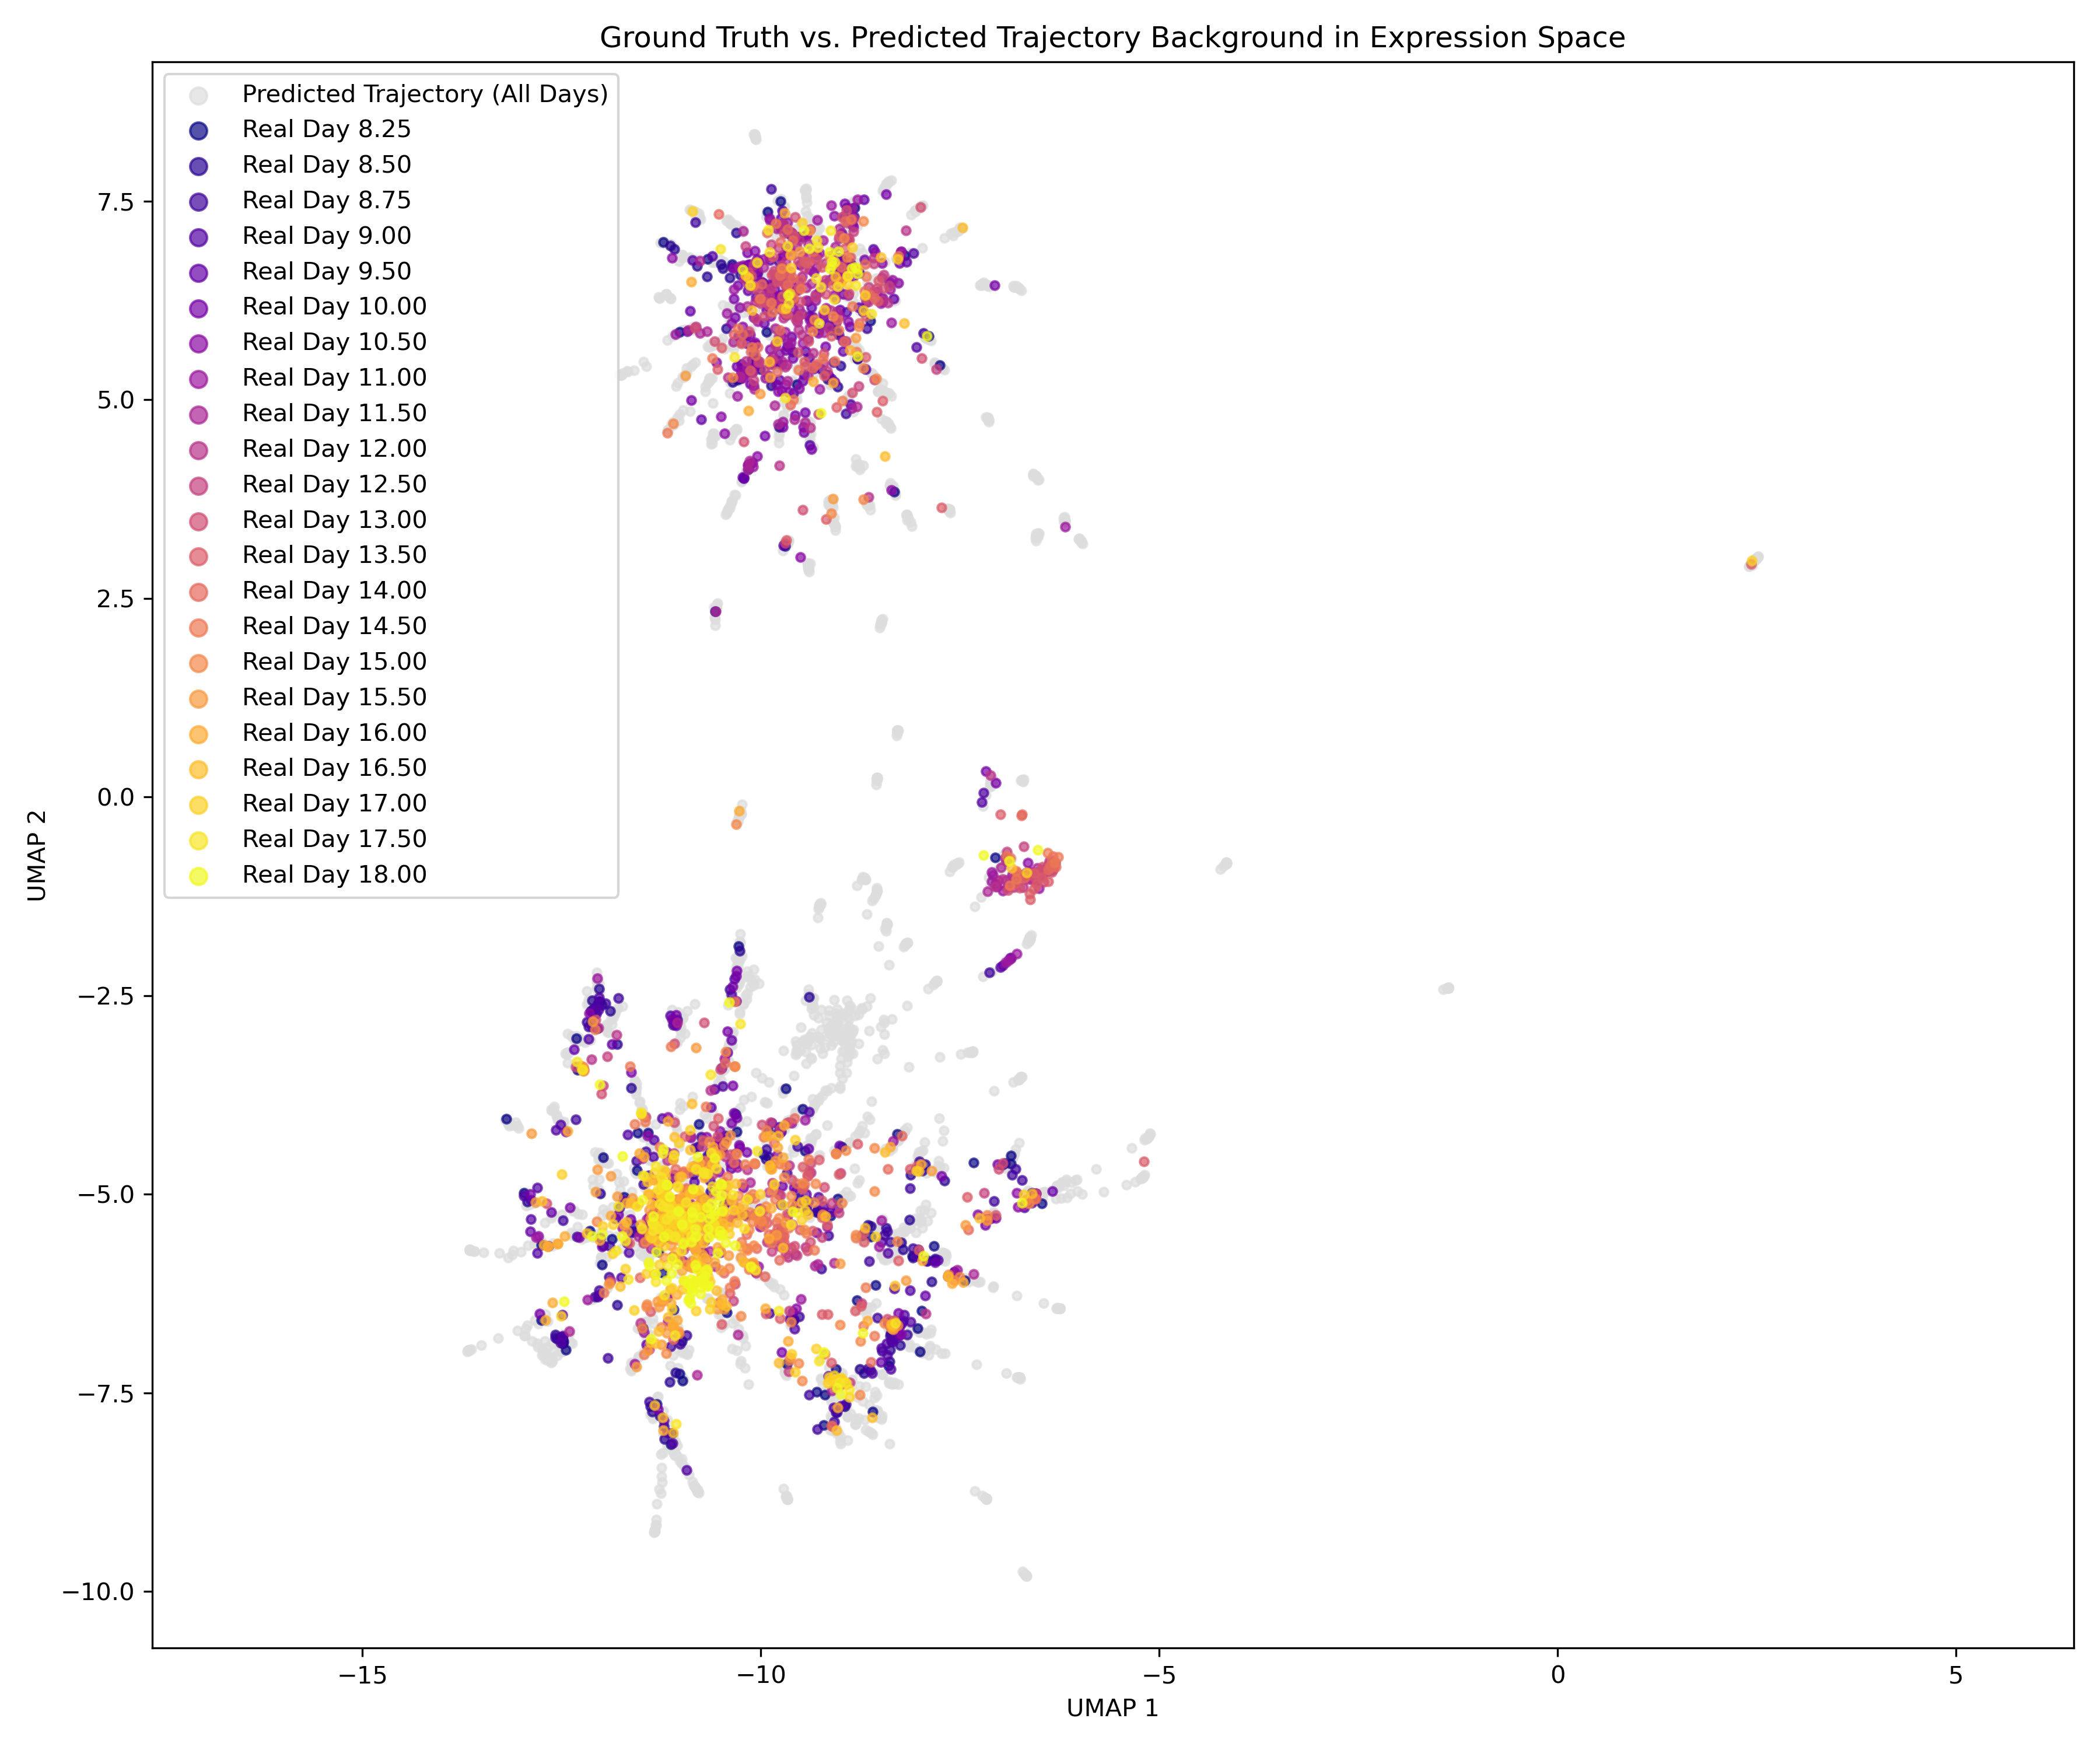 Ground Truth vs. Predicted Trajectory Background in Expression Space
Predicted Trajectory (All Days)
Real Day 8.25
Real Day 8.50
Real Day 8.75
Real Day 9.00
Real Day 9.50
Real Day 10.00
Real Day 10.50
Real Day 11.00
Real Day 11.50
Real Day 12.00
Real Day 12.50
Real Day 13.00
Real Day 13.50
Real Day 14.00
Real Day 14.50
Real Day 15.00
Real Day 15.50
Real Day 16.00
Real Day 16.50
Real Day 17.00
Real Day 17.50
Real Day 18.00
7.5
5.0
2.5
0.0
−2.5
−5.0
−7.5
−10.0
UMAP 2
−15
−10
−5
0
5
UMAP 1